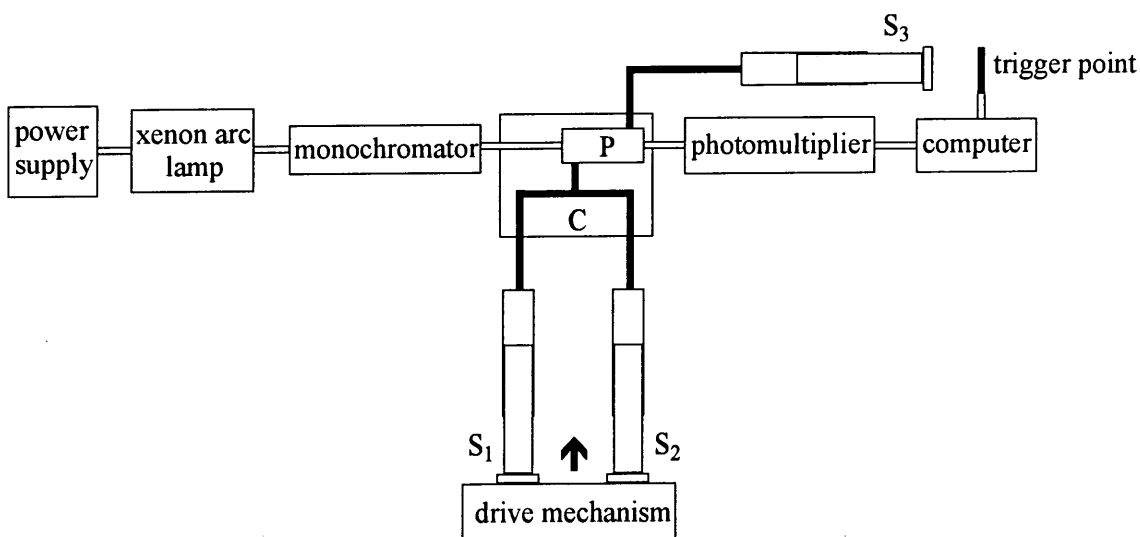 S₃
trigger point
power
supply
xenon arc
lamp
monochromator
P
photomultiplier
computer
C
S₁
S₂
drive mechanism